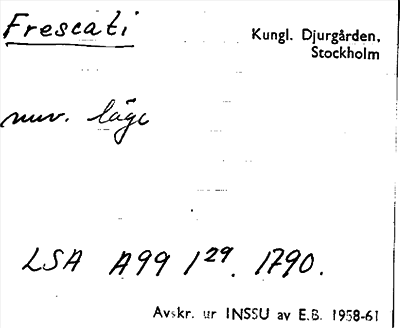 Frescati
Kungl. Djurgården,
Stockholm
nuv. läge
LSA A99 1²⁹. 1790.
Avskr. ur INSSU av E.B. 1958-61